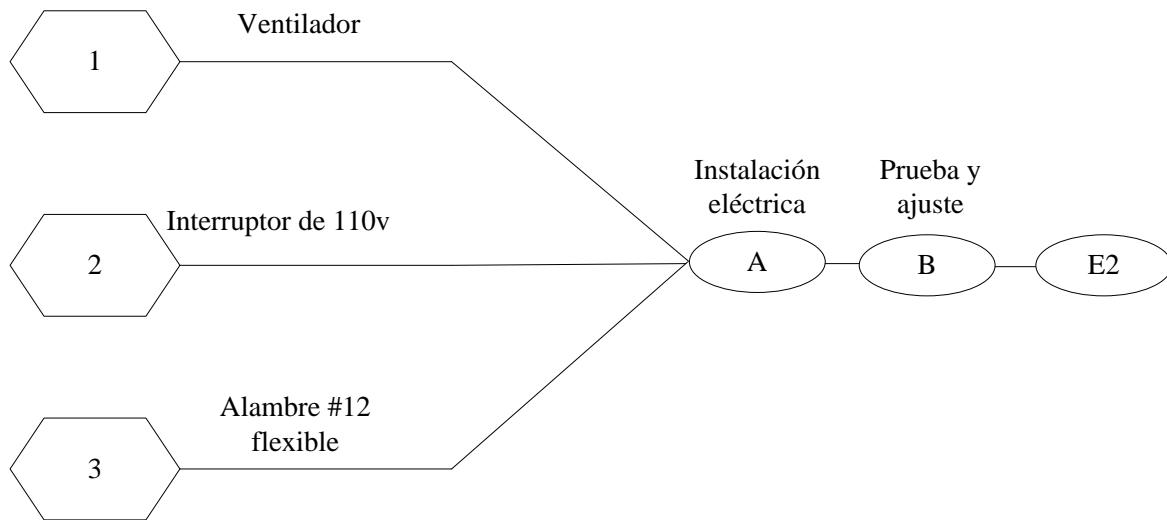 Ventilador
1
Instalación
eléctrica
Prueba y
ajuste
Interruptor de 110v
2
A
B
E2
Alambre #12
flexible
3